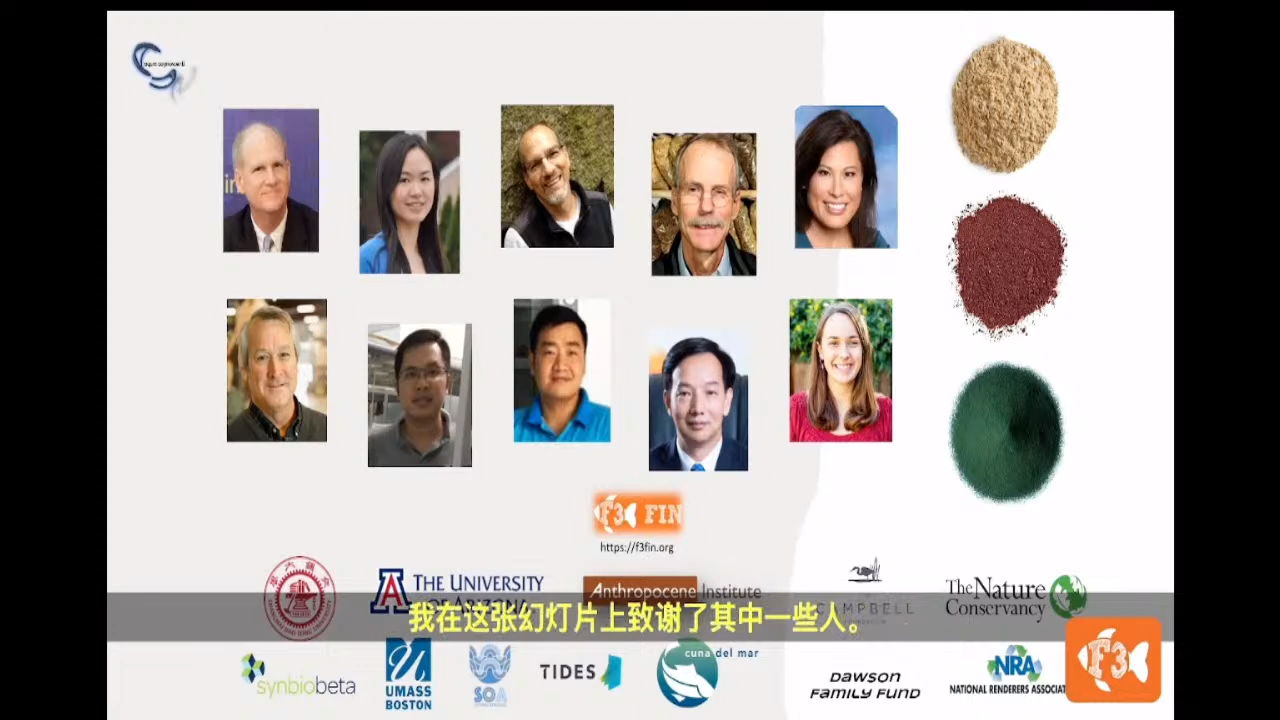 F3 FIN
https://f3fin.org
THE UNIVERSITY
OF ARIZONA
Anthropocene Institute
CAMPBELL
FOUNDATION
The Nature
Conservancy
我在这张幻灯片上致谢了其中一些人。
synbiobeta
UMASS
BOSTON
SOA
TIDES
cuna del mar
DAWSON
FAMILY FUND
NRA
NATIONAL RENDERERS ASSOCIAT
F3